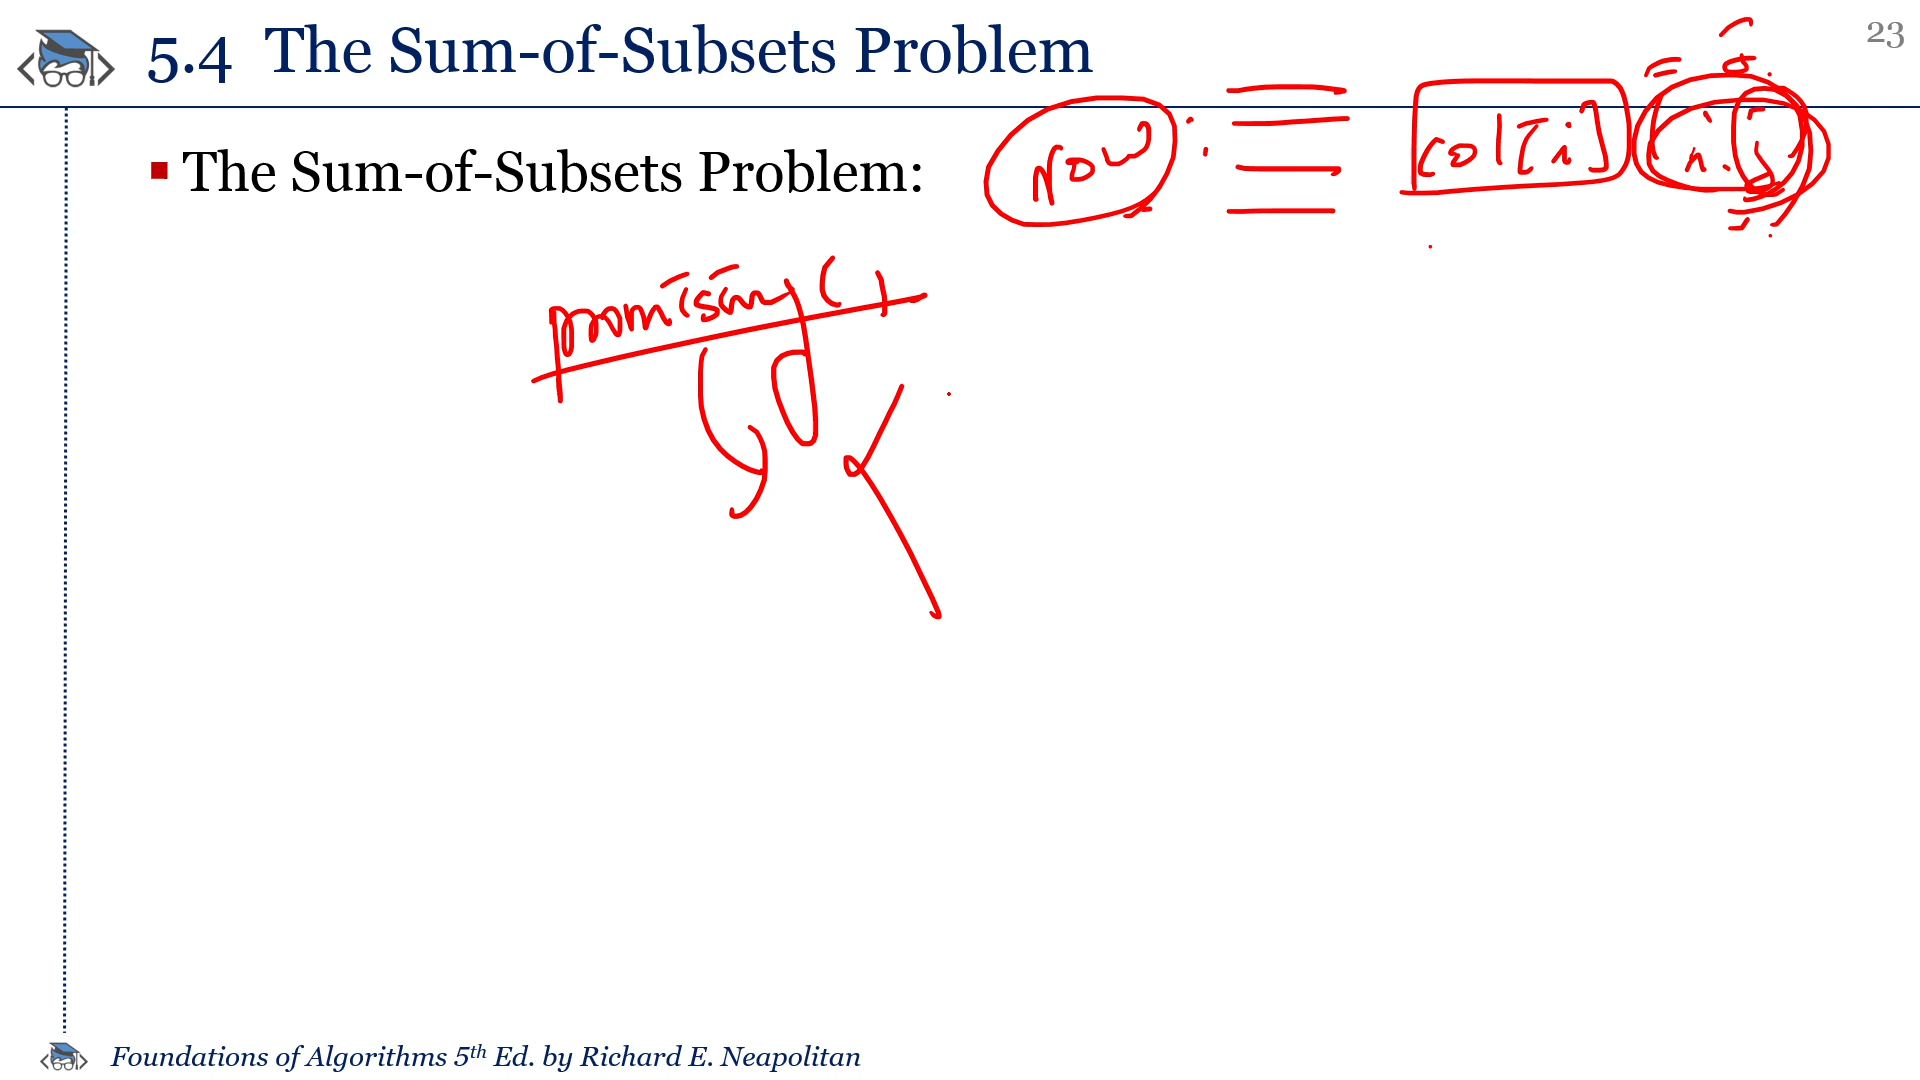 5.4 The Sum-of-Subsets Problem
23
▪ The Sum-of-Subsets Problem:
row
col[i]
promising ( )
Foundations of Algorithms 5th Ed. by Richard E. Neapolitan